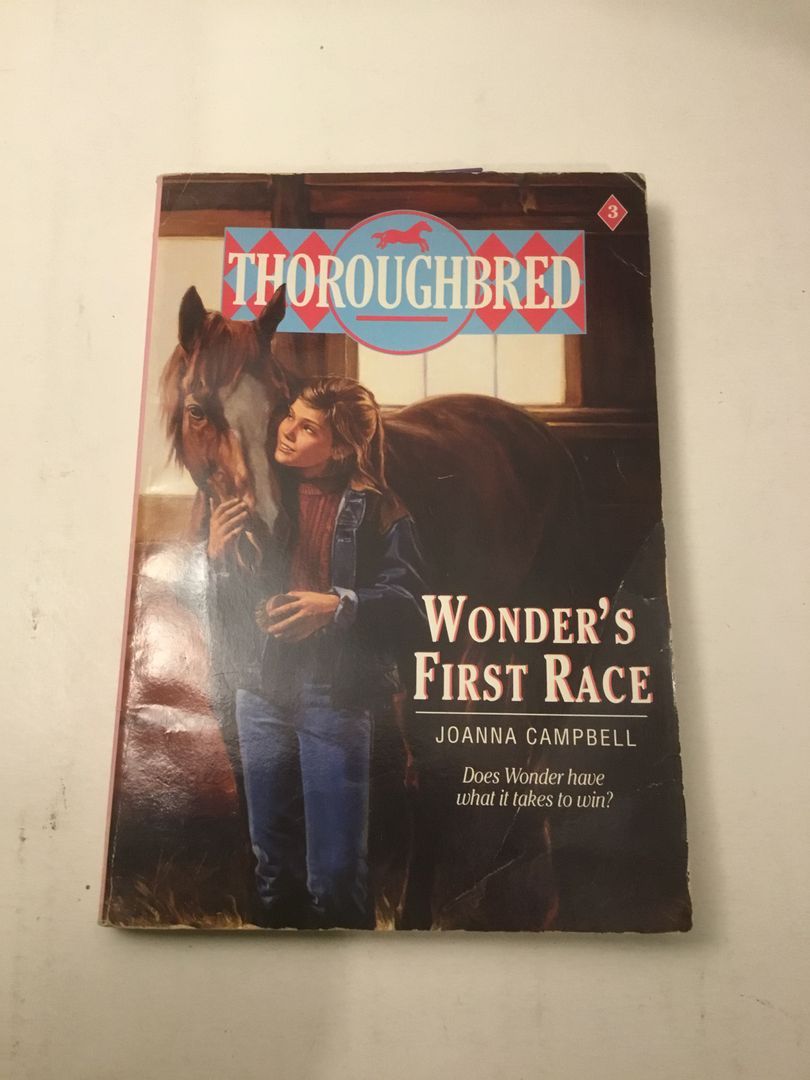 3
THOROUGHBRED
WONDER'S
FIRST RACE
JOANNA CAMPBELL
Does Wonder have
what it takes to win?